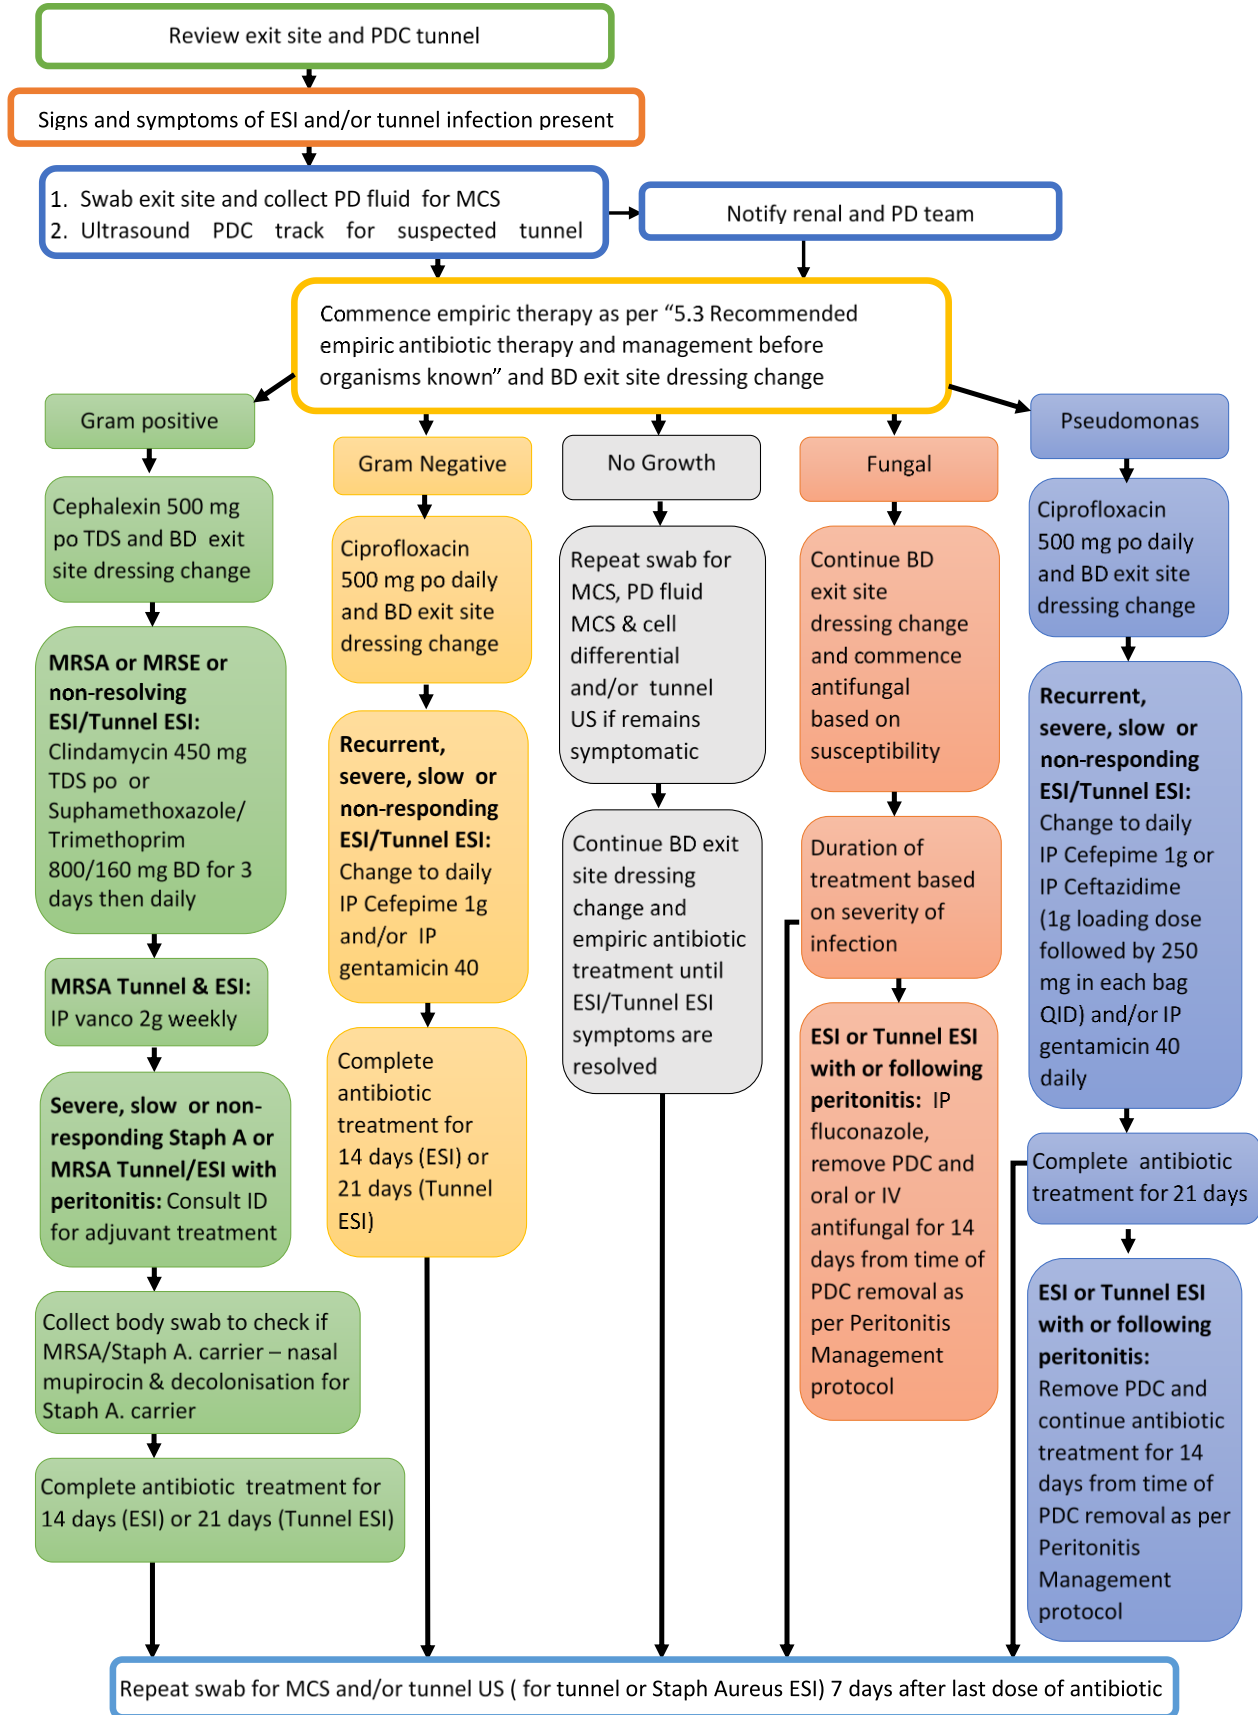 Review exit site and PDC tunnel
Signs and symptoms of ESI and/or tunnel infection present
1. Swab exit site and collect PD fluid for MCS
2. Ultrasound PDC track for suspected tunnel
Notify renal and PD team
Commence empiric therapy as per “5.3 Recommended
empiric antibiotic therapy and management before
organisms known” and BD exit site dressing change
Gram positive
Cephalexin 500 mg
po TDS and BD exit
site dressing change
MRSA or MRSE or
non-resolving
ESI/Tunnel ESI:
Clindamycin 450 mg
TDS po or
Suphamethoxazole/
Trimethoprim
800/160 mg BD for 3
days then daily
MRSA Tunnel & ESI:
IP vanco 2g weekly
Severe, slow or non-
responding Staph A or
MRSA Tunnel/ESI with
peritonitis: Consult ID
for adjuvant treatment
Collect body swab to check if
MRSA/Staph A. carrier – nasal
mupirocin & decolonisation for
Staph A. carrier
Complete antibiotic treatment for
14 days (ESI) or 21 days (Tunnel ESI)
Gram Negative
Ciprofloxacin
500 mg po daily
and BD exit site
dressing change
Recurrent,
severe, slow or
non-responding
ESI/Tunnel ESI:
Change to daily
IP Cefepime 1g
and/or IP
gentamicin 40
Complete
antibiotic
treatment for
14 days (ESI) or
21 days (Tunnel
ESI)
No Growth
Repeat swab for
MCS, PD fluid
MCS & cell
differential
and/or tunnel
US if remains
symptomatic
Continue BD exit
site dressing
change and
empiric antibiotic
treatment until
ESI/Tunnel ESI
symptoms are
resolved
Fungal
Continue BD
exit site
dressing change
and commence
antifungal
based on
susceptibility
Duration of
treatment based
on severity of
infection
ESI or Tunnel ESI
with or following
peritonitis: IP
fluconazole,
remove PDC and
oral or IV
antifungal for 14
days from time of
PDC removal as
per Peritonitis
Management
protocol
Pseudomonas
Ciprofloxacin
500 mg po daily
and BD exit site
dressing change
Recurrent,
severe, slow or
non-responding
ESI/Tunnel ESI:
Change to daily
IP Cefepime 1g or
IP Ceftazidime
(1g loading dose
followed by 250
mg in each bag
QID) and/or IP
gentamicin 40
daily
Complete antibiotic
treatment for 21 days
ESI or Tunnel ESI
with or following
peritonitis:
Remove PDC and
continue antibiotic
treatment for 14
days from time of
PDC removal as per
Peritonitis
Management
protocol
Repeat swab for MCS and/or tunnel US ( for tunnel or Staph Aureus ESI) 7 days after last dose of antibiotic